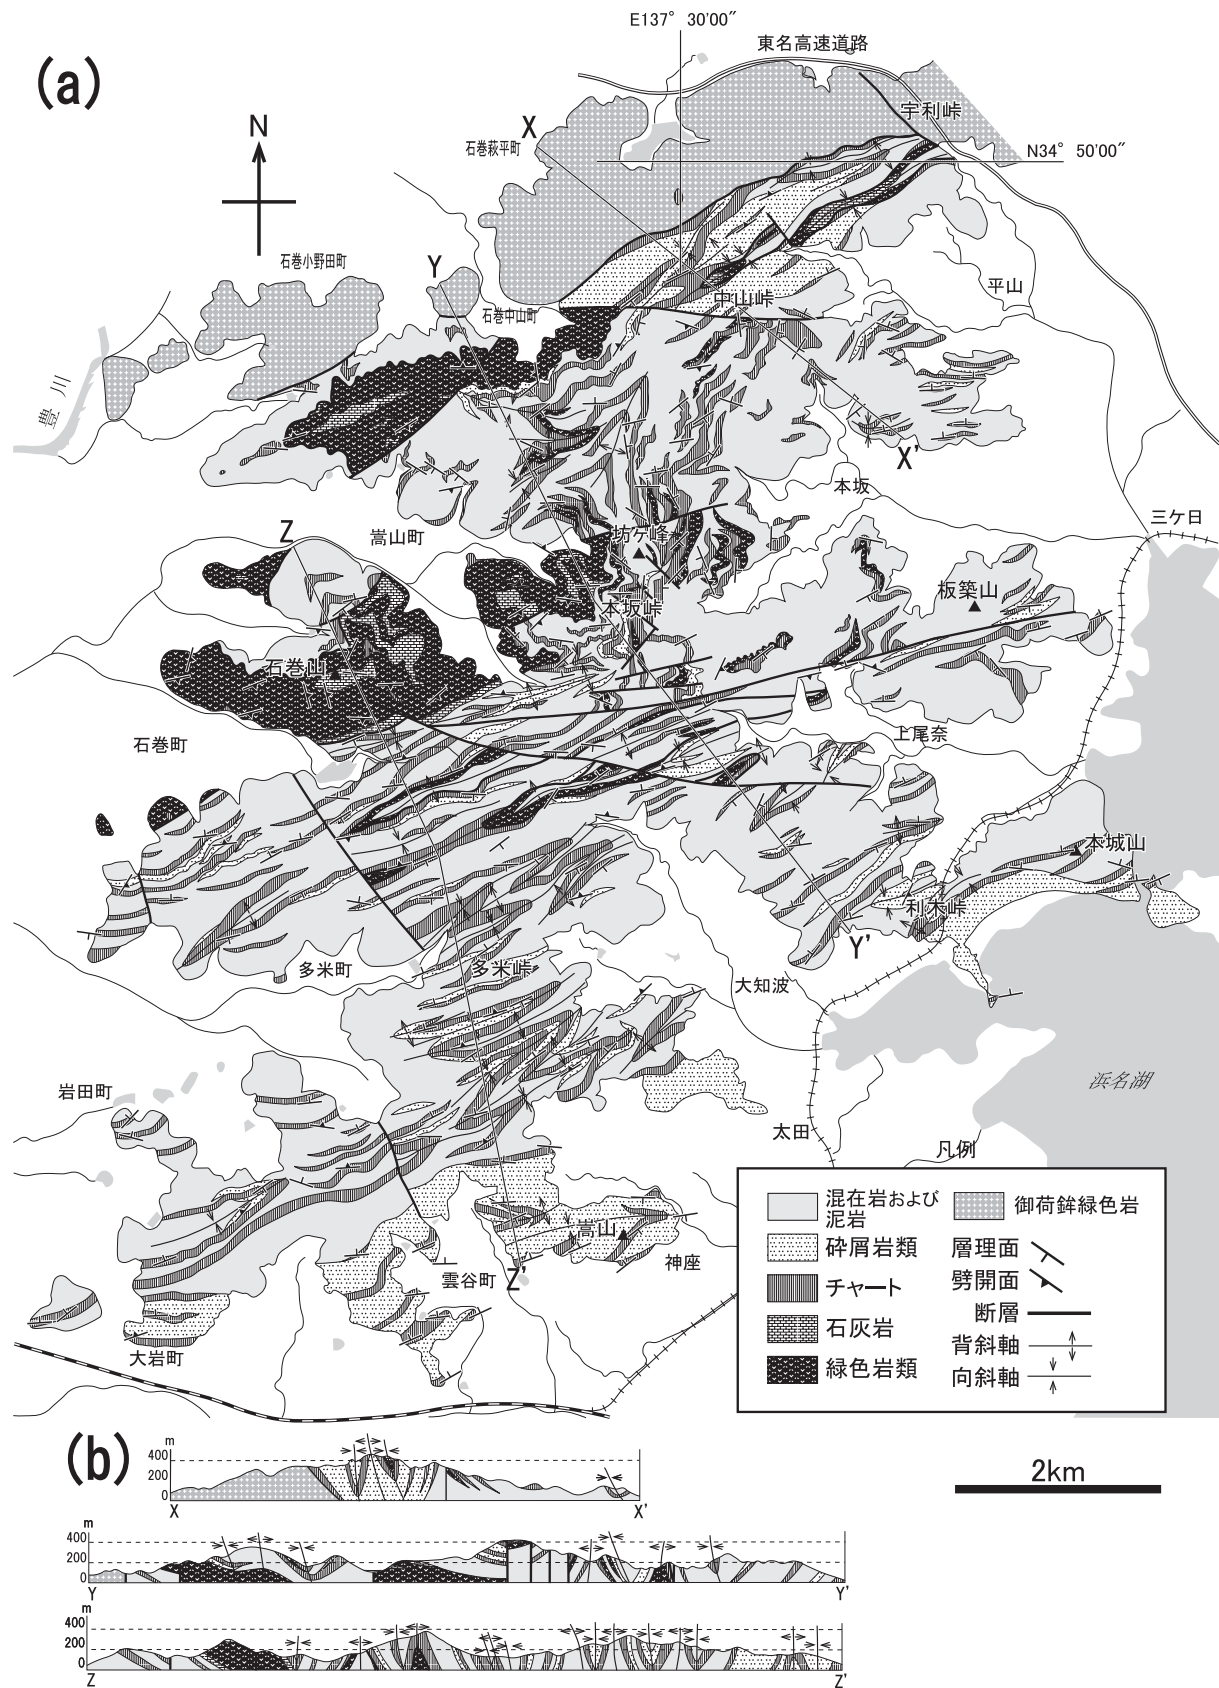 (a)
E137° 30'00"
東名高速道路
N
X
石巻萩平町
宇利峠
N34° 50'00"
石巻小野田町
Y
石巻中山町
中山峠
平山
豊川
X'
本坂
三ケ日
Z
嵩山町
坊ヶ峰
板築山
本坂峠
石巻山
石巻町
上尾奈
本城山
利木峠
Y'
多米町
多米峠
大知波
岩田町
浜名湖
太田
凡例
混在岩および
泥岩
御荷鉾緑色岩
砕屑岩類
層理面
チャート
劈開面
石灰岩
断層
緑色岩類
背斜軸
向斜軸
嵩山
神座
雲谷町
Z'
大岩町
(b)
m
400
200
0
X
X'
2km
m
400
200
0
Y
Y'
m
400
200
0
Z
Z'